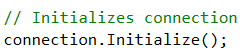 // Initializes connection
connection.Initialize();